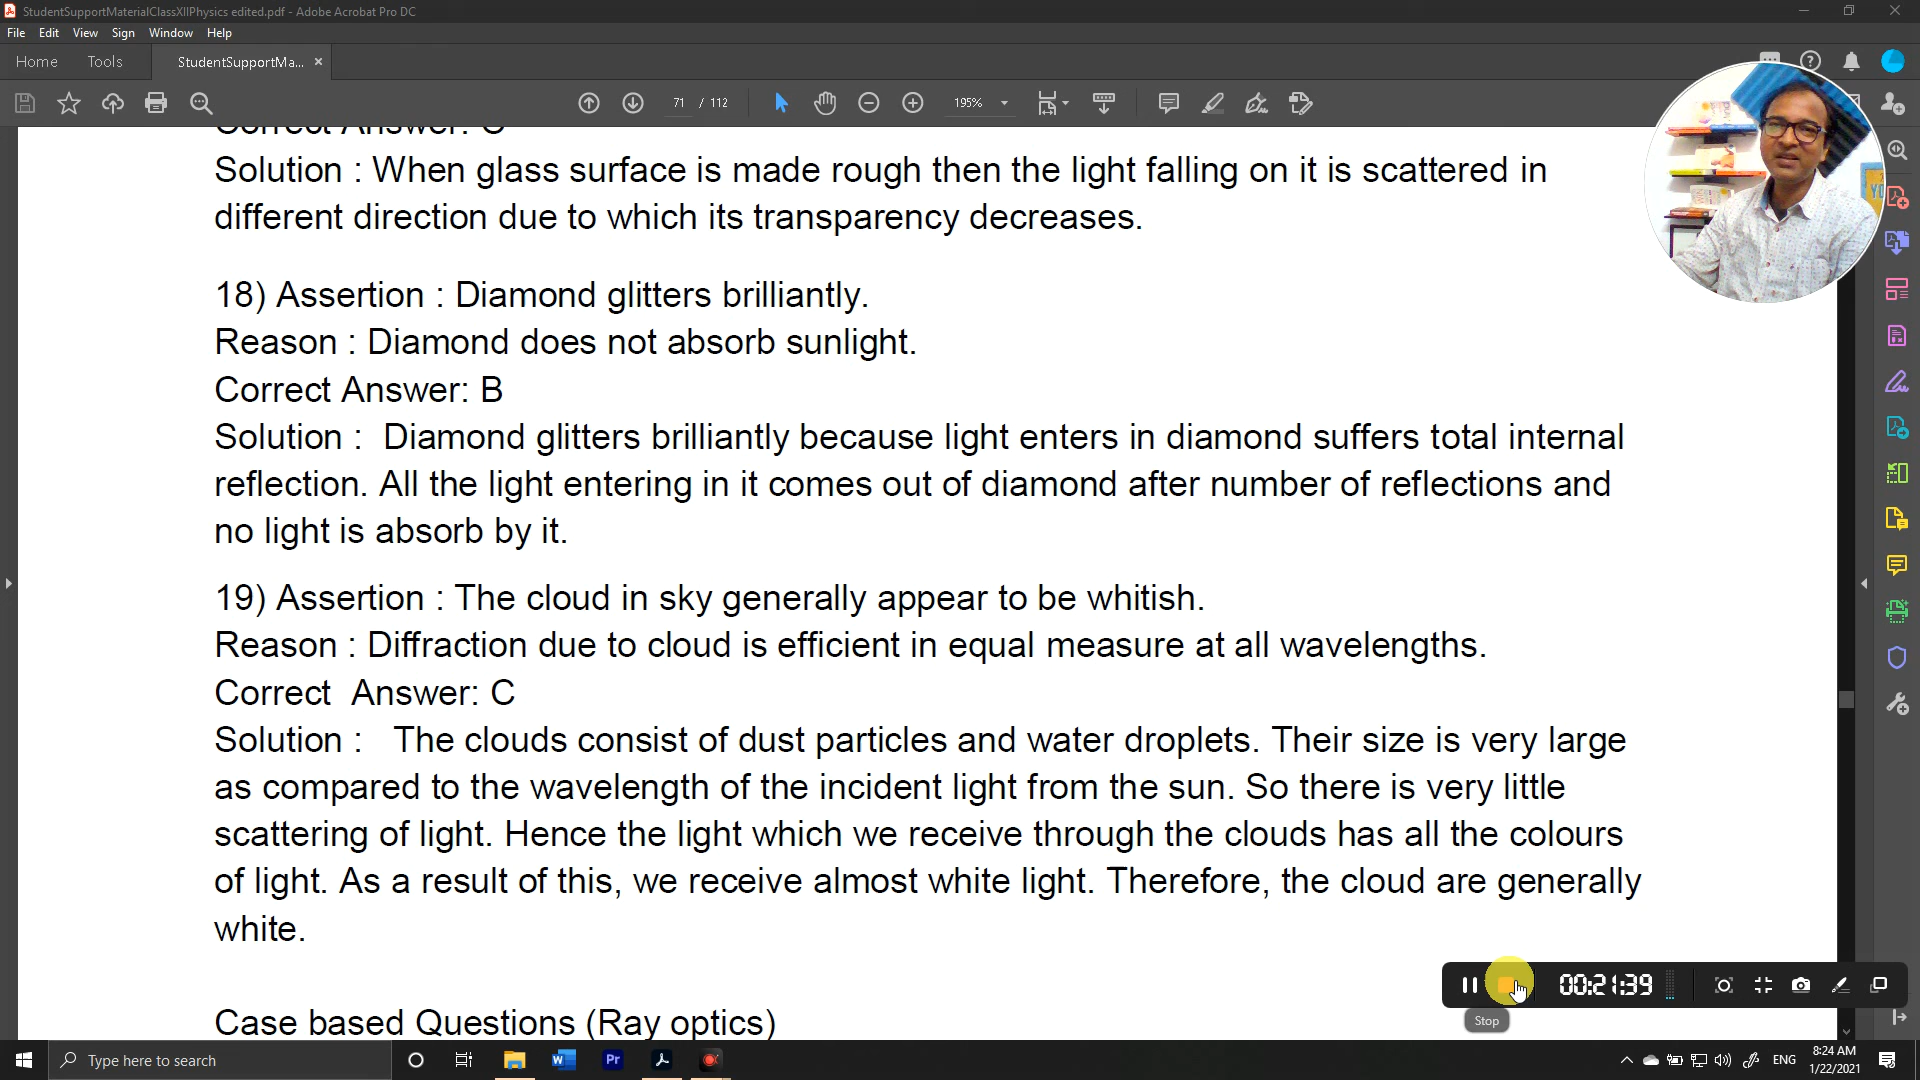 StudentSupportMaterialClassXIIPhysics edited.pdf - Adobe Acrobat Pro DC
File Edit View Sign Window Help
Home Tools StudentSupportMa... ×
71 / 112 195%
Correct Answer: C
Solution : When glass surface is made rough then the light falling on it is scattered in
different direction due to which its transparency decreases.
18) Assertion : Diamond glitters brilliantly.
Reason : Diamond does not absorb sunlight.
Correct Answer: B
Solution : Diamond glitters brilliantly because light enters in diamond suffers total internal
reflection. All the light entering in it comes out of diamond after number of reflections and
no light is absorb by it.
19) Assertion : The cloud in sky generally appear to be whitish.
Reason : Diffraction due to cloud is efficient in equal measure at all wavelengths.
Correct Answer: C
Solution : The clouds consist of dust particles and water droplets. Their size is very large
as compared to the wavelength of the incident light from the sun. So there is very little
scattering of light. Hence the light which we receive through the clouds has all the colours
of light. As a result of this, we receive almost white light. Therefore, the cloud are generally
white.
Case based Questions (Ray optics)
00:21:39
Stop
Type here to search
Pr
ENG
8:24 AM
1/22/2021